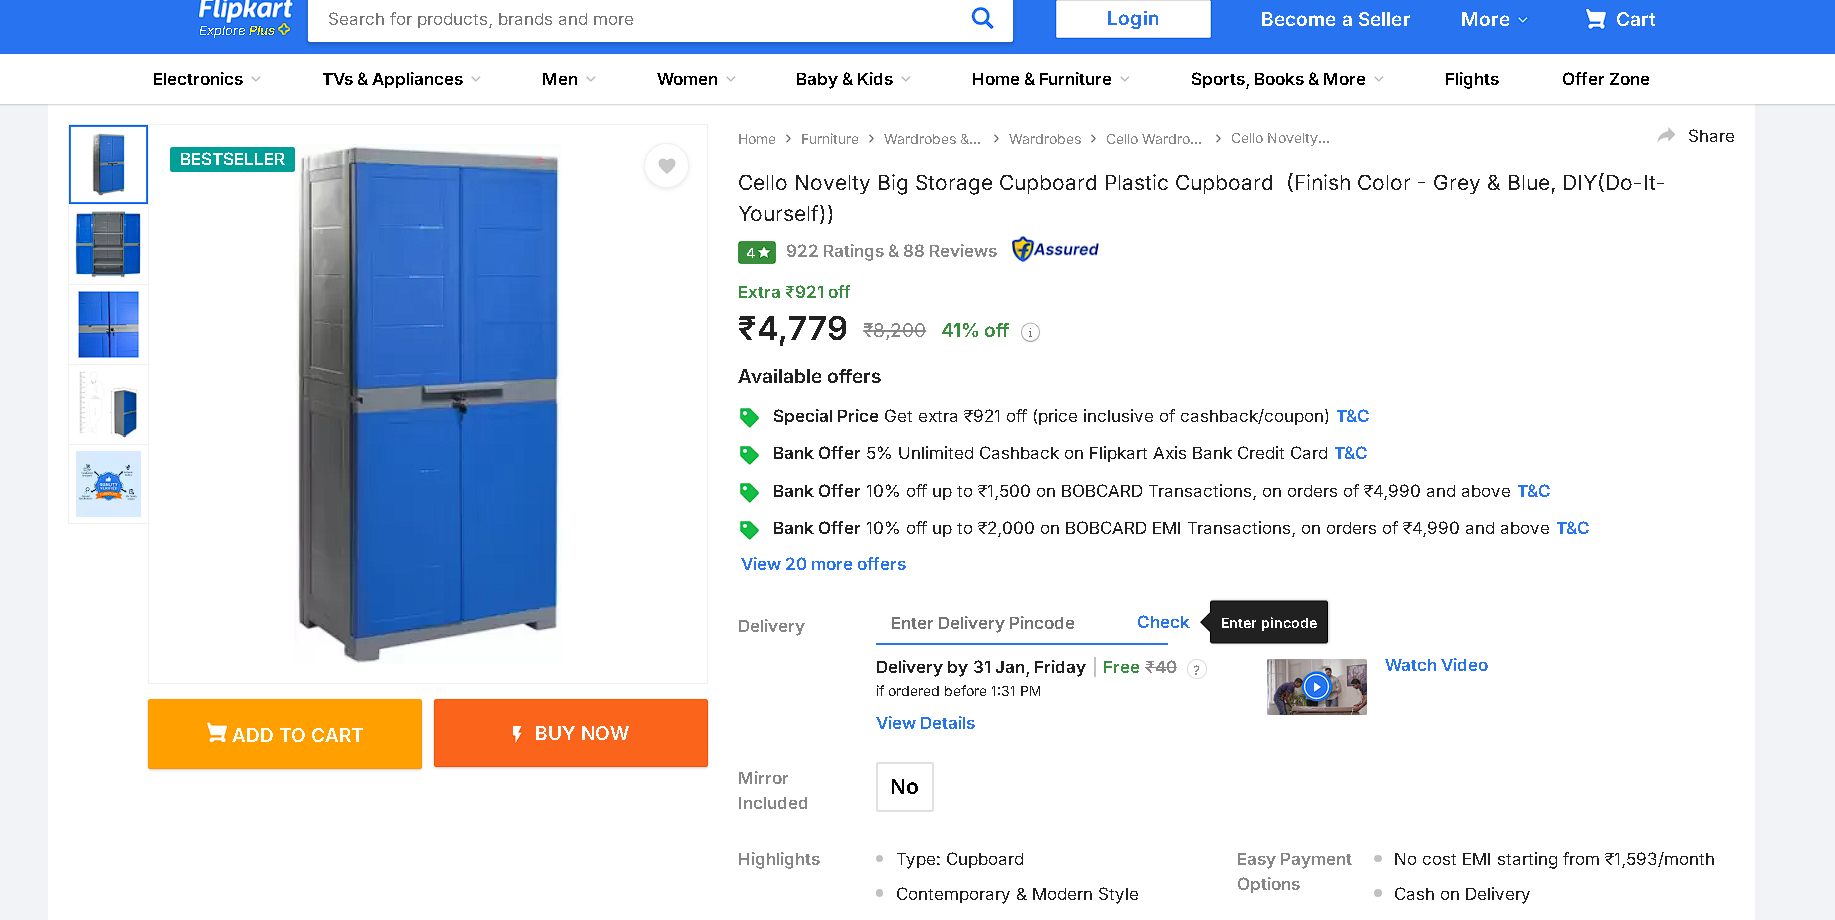 Flipkart
Explore Plus
Search for products, brands and more
Login
Become a Seller
More
Cart
Electronics
TVs & Appliances
Men
Women
Baby & Kids
Home & Furniture
Sports, Books & More
Flights
Offer Zone
BESTSELLER
QUALITY
ADD TO CART
BUY NOW
Home > Furniture > Wardrobes &... > Wardrobes > Cello Wardro... > Cello Novelty...
Share
Cello Novelty Big Storage Cupboard Plastic Cupboard (Finish Color - Grey & Blue, DIY(Do-It-
Yourself))
4★ 922 Ratings & 88 Reviews Assured
Extra ₹921 off
₹4,779 ₹8,200 41% off i
Available offers
Special Price Get extra ₹921 off (price inclusive of cashback/coupon) T&C
Bank Offer 5% Unlimited Cashback on Flipkart Axis Bank Credit Card T&C
Bank Offer 10% off up to ₹1,500 on BOBCARD Transactions, on orders of ₹4,990 and above T&C
Bank Offer 10% off up to ₹2,000 on BOBCARD EMI Transactions, on orders of ₹4,990 and above T&C
View 20 more offers
Delivery
Enter Delivery Pincode
Check
Enter pincode
Delivery by 31 Jan, Friday | Free ₹40 ?
if ordered before 1:31 PM
View Details
Watch Video
Mirror
Included
No
Highlights
Type: Cupboard
Contemporary & Modern Style
Easy Payment
Options
No cost EMI starting from ₹1,593/month
Cash on Delivery